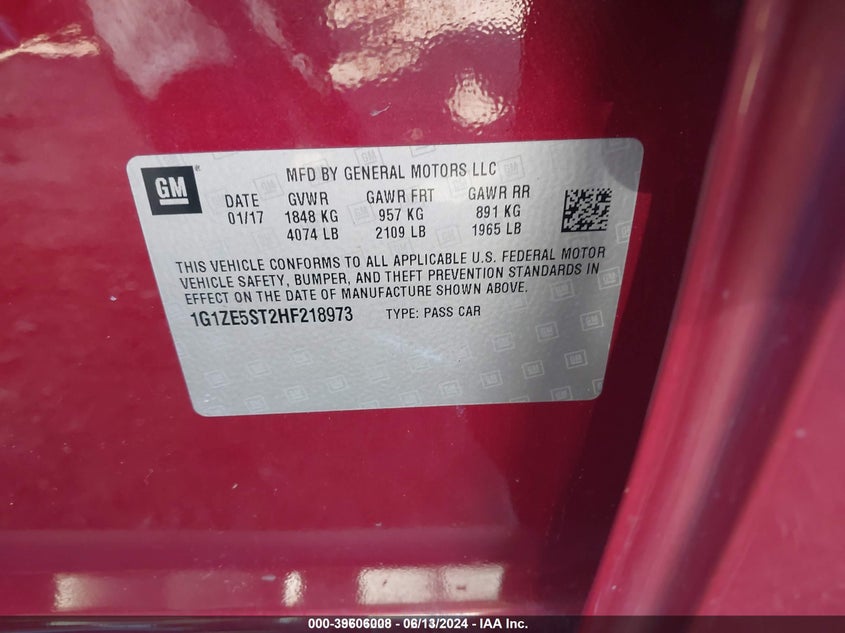 GM
MFD BY GENERAL MOTORS LLC
DATE GVWR GAWR FRT GAWR RR
01/17 1848 KG 957 KG 891 KG
4074 LB 2109 LB 1965 LB
THIS VEHICLE CONFORMS TO ALL APPLICABLE U.S. FEDERAL MOTOR
VEHICLE SAFETY, BUMPER, AND THEFT PREVENTION STANDARDS IN
EFFECT ON THE DATE OF MANUFACTURE SHOWN ABOVE.
1G1ZE5ST2HF218973 TYPE: PASS CAR
000-39606008 - 06/13/2024 - IAA Inc.